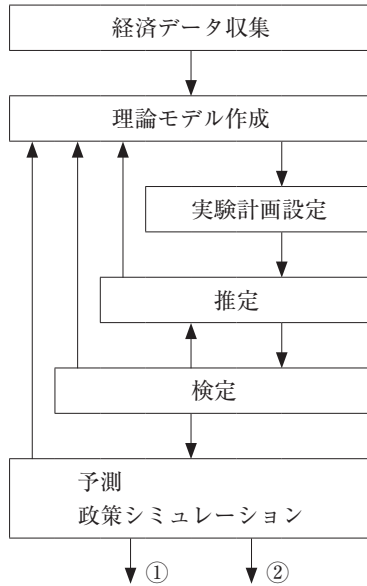 経済データ収集
理論モデル作成
実験計画設定
推定
検定
予測
政策シミュレーション
① ②